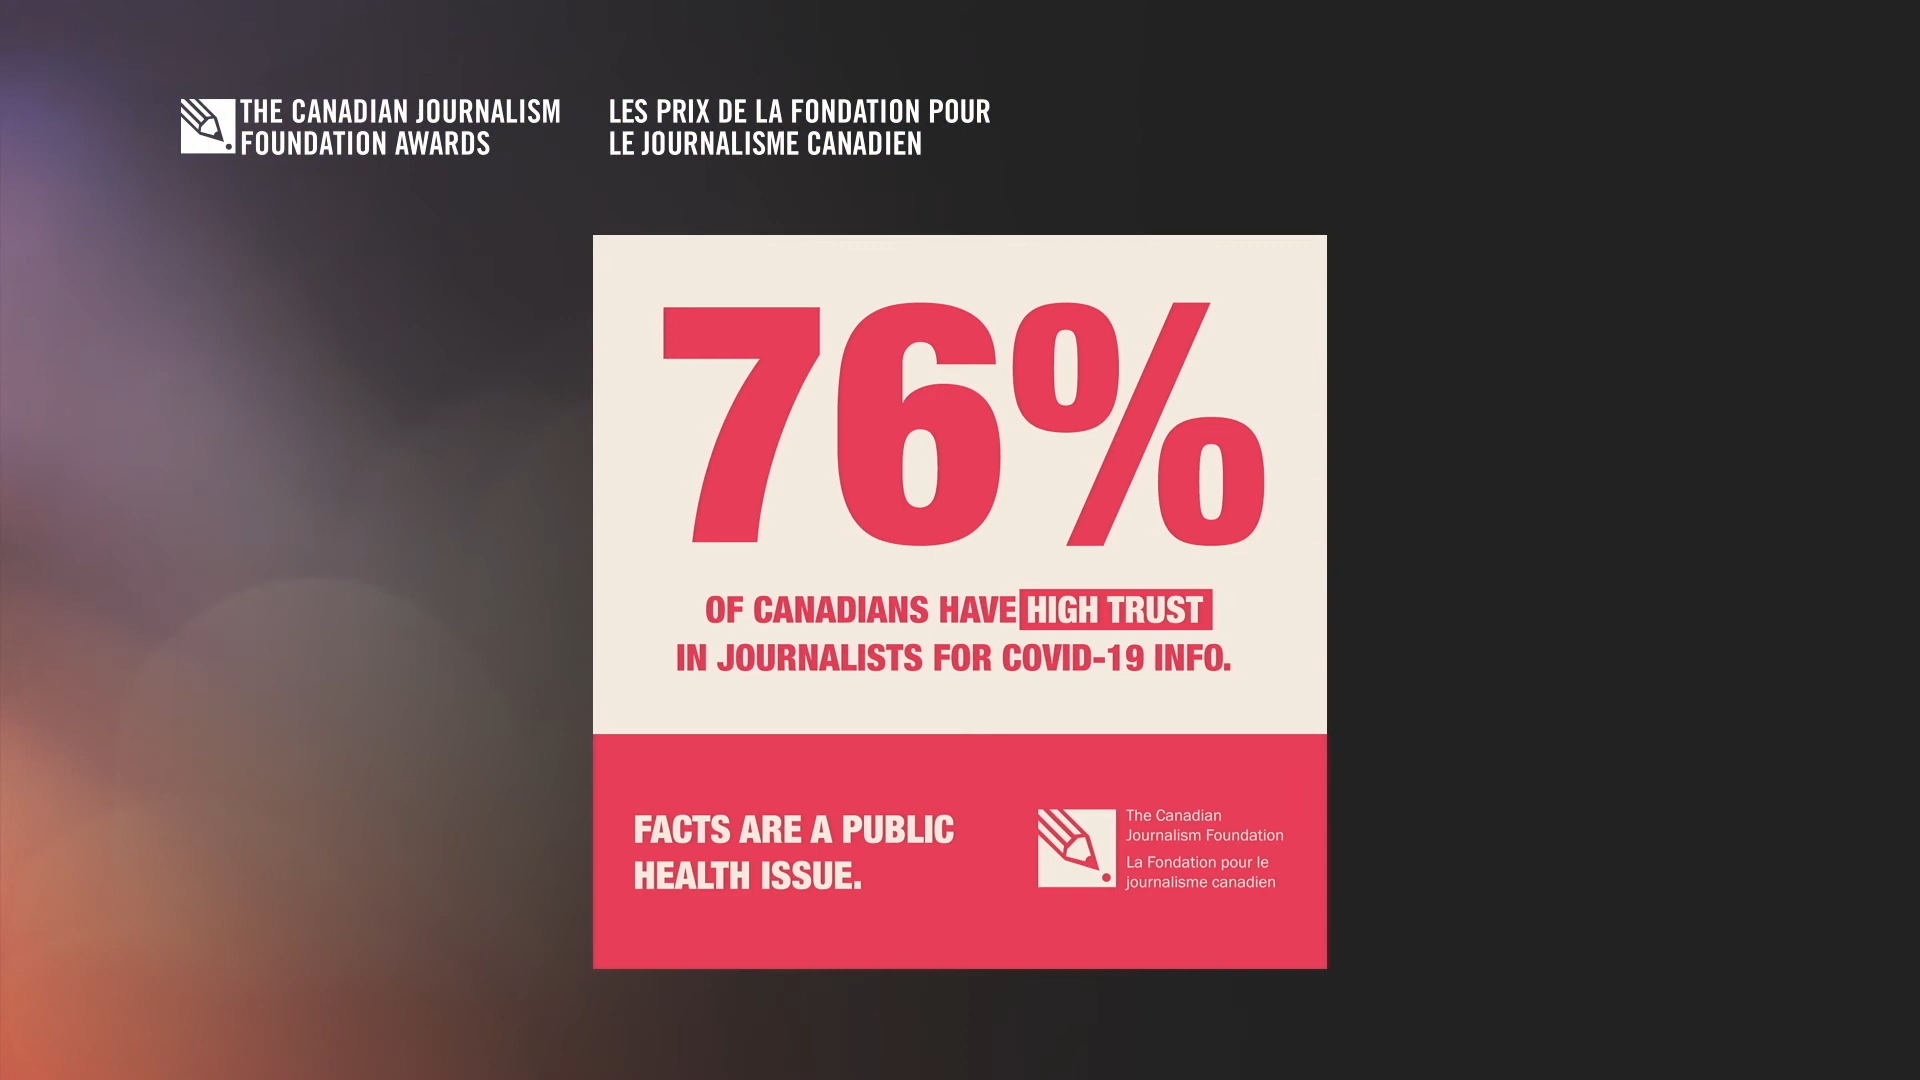 THE CANADIAN JOURNALISM
FOUNDATION AWARDS
LES PRIX DE LA FONDATION POUR
LE JOURNALISME CANADIEN
76%
OF CANADIANS HAVE HIGH TRUST
IN JOURNALISTS FOR COVID-19 INFO.
FACTS ARE A PUBLIC
HEALTH ISSUE.
The Canadian
Journalism Foundation
La Fondation pour le
journalisme canadien